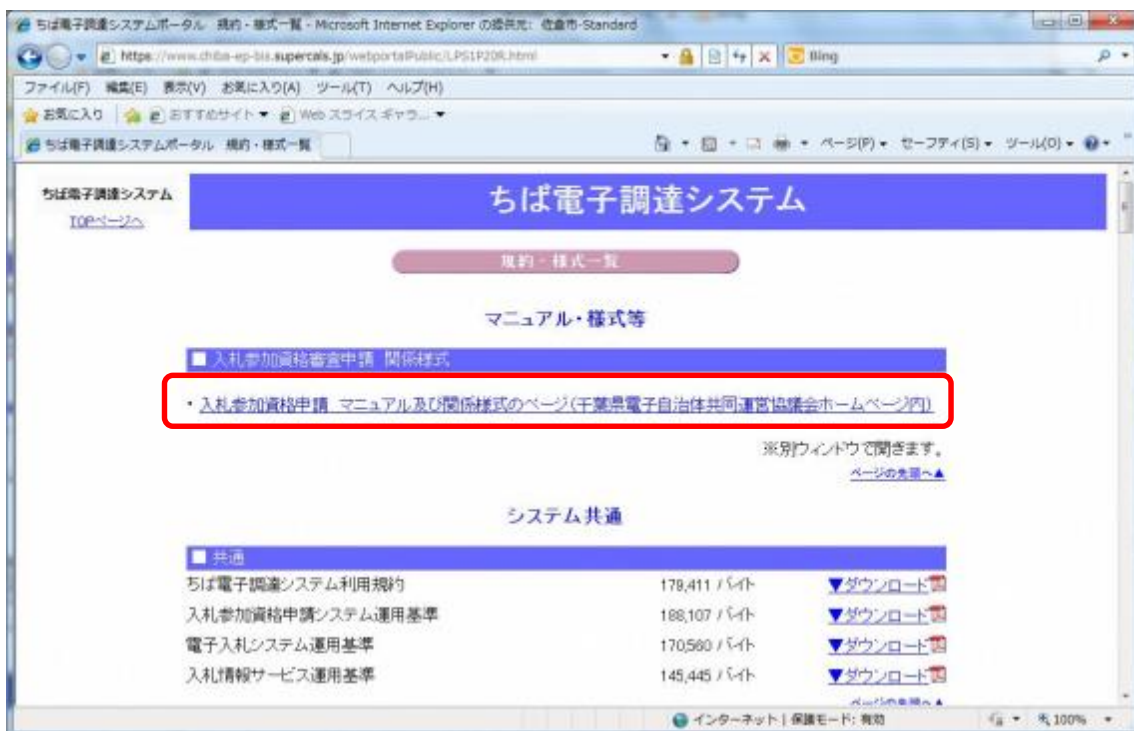 ちば電子調達システムポータル 規約・様式一覧 - Microsoft Internet Explorer の提供元: 佐倉市-Standard
https://www.chiba-ep-bis.supercals.jp/webportalPublic/LPS1P20R.html
Bing
ファイル(F) 編集(E) 表示(V) お気に入り(A) ツール(T) ヘルプ(H)
お気に入り おすすめサイト Web スライス ギャラ...
ちば電子調達システムポータル 規約・様式一覧
ページ(P) セーフティ(S) ツール(O)
ちば電子調達システム
TOPページへ
ちば電子調達システム
規約・様式一覧
マニュアル・様式等
■ 入札参加資格審査申請 関係様式
・入札参加資格申請 マニュアル及び関係様式のページ(千葉県電子自治体共同運営協議会ホームページ内)
※別ウィンドウで開きます。
ページの先頭へ▲
システム共通
■ 共通
ちば電子調達システム利用規約 179,411 バイト ▼ダウンロード
入札参加資格申請システム運用基準 188,107 バイト ▼ダウンロード
電子入札システム運用基準 170,560 バイト ▼ダウンロード
入札情報サービス運用基準 145,445 バイト ▼ダウンロード
ページの先頭へ▲
インターネット | 保護モード: 有効 100%